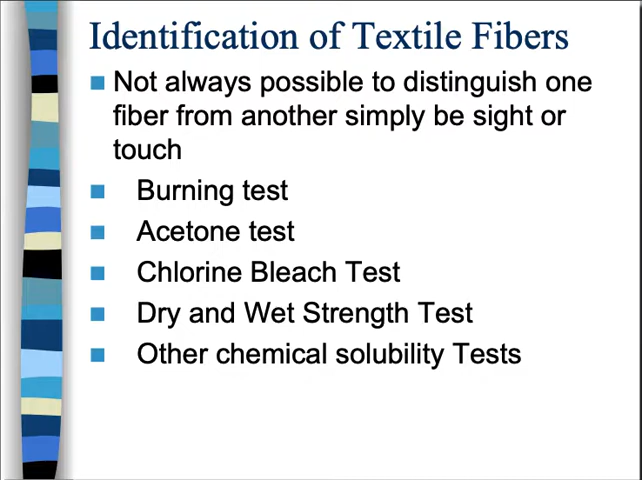 Identification of Textile Fibers
Not always possible to distinguish one
fiber from another simply be sight or
touch
Burning test
Acetone test
Chlorine Bleach Test
Dry and Wet Strength Test
Other chemical solubility Tests